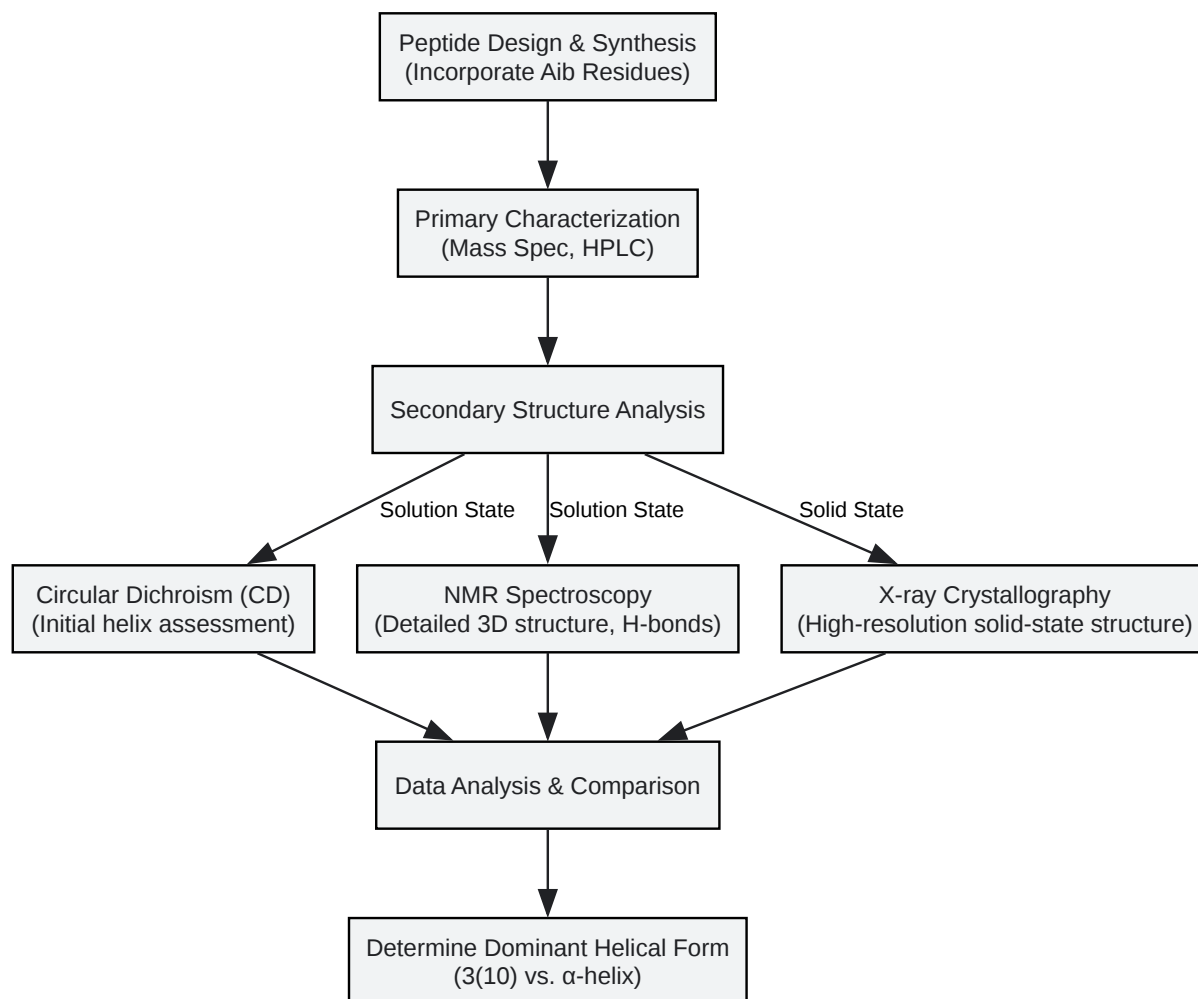 Peptide Design & Synthesis
(Incorporate Aib Residues)
Primary Characterization
(Mass Spec, HPLC)
Secondary Structure Analysis
Solution State
Solution State
Solid State
Circular Dichroism (CD)
(Initial helix assessment)
NMR Spectroscopy
(Detailed 3D structure, H-bonds)
X-ray Crystallography
(High-resolution solid-state structure)
Data Analysis & Comparison
Determine Dominant Helical Form
(3(10) vs. α-helix)